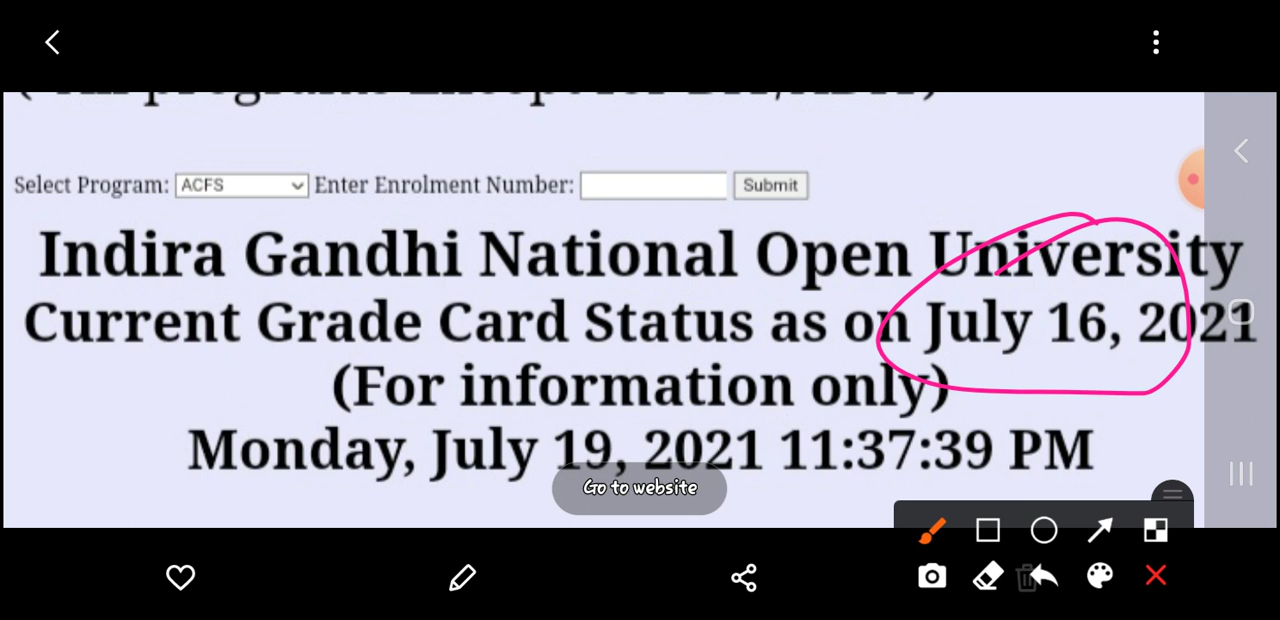 Select Program: ACFS Enter Enrolment Number: Submit
Indira Gandhi National Open University
Current Grade Card Status as on July 16, 2021
(For information only)
Monday, July 19, 2021 11:37:39 PM
Go to website